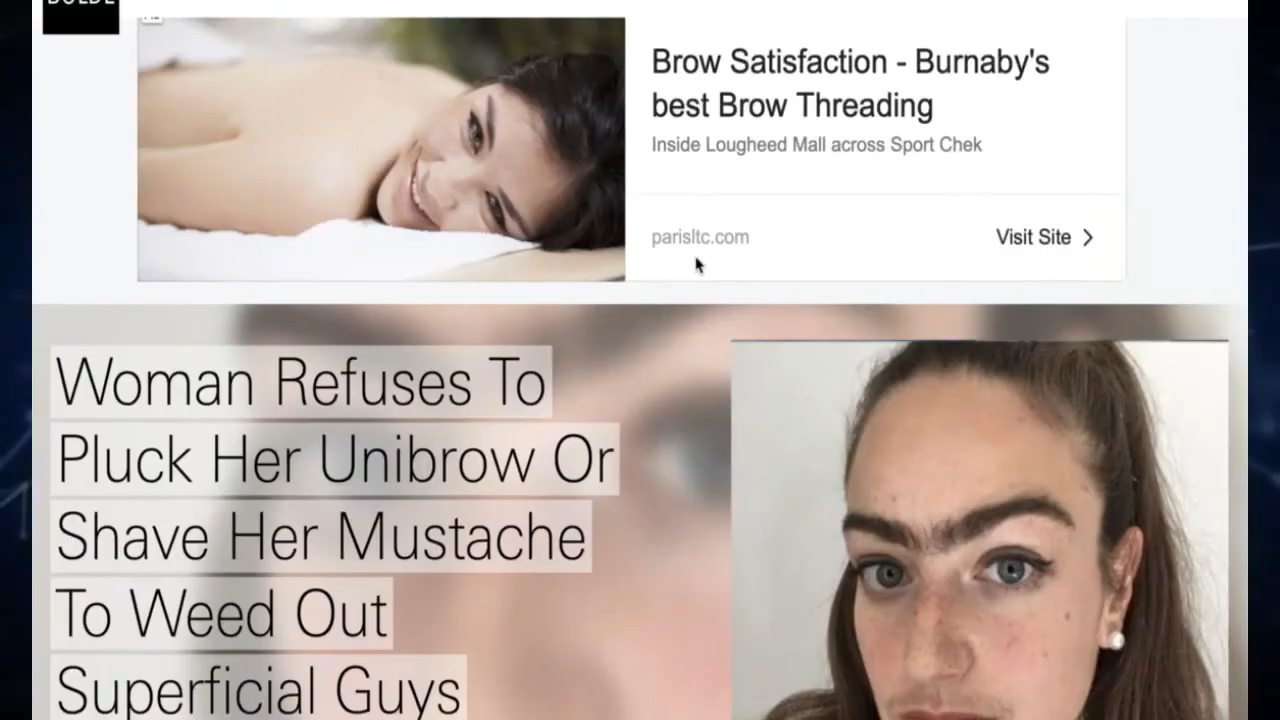 Brow Satisfaction - Burnaby's
best Brow Threading
Inside Lougheed Mall across Sport Chek
parisltc.com
Visit Site
Woman Refuses To
Pluck Her Unibrow Or
Shave Her Mustache
To Weed Out
Superficial Guys